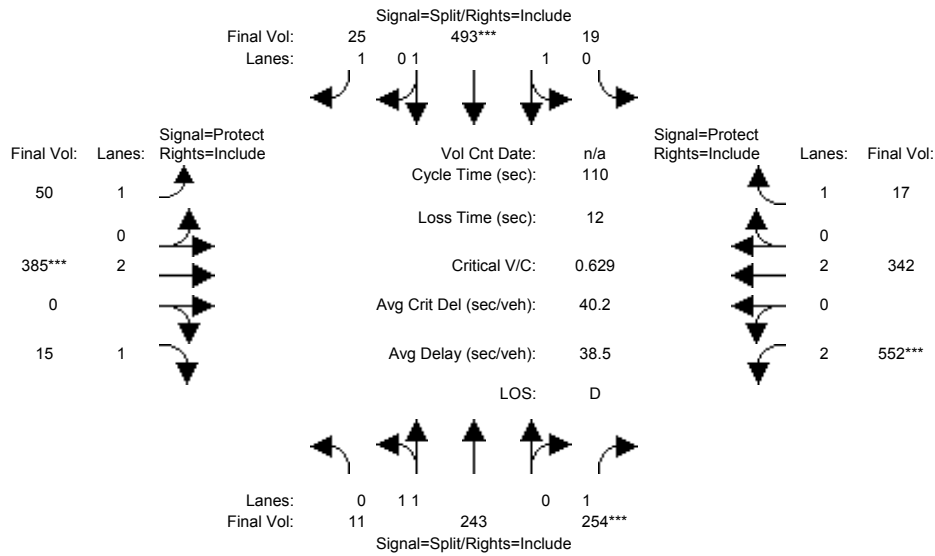 Signal=Split/Rights=Include
Final Vol: 25 493*** 19
Lanes: 1 0 1 1 0
Signal=Protect Signal=Protect
Final Vol: Lanes: Rights=Include Vol Cnt Date: n/a Rights=Include Lanes: Final Vol:
Cycle Time (sec): 110
50 1 1 17
Loss Time (sec): 12
0 0
385*** 2 Critical V/C: 0.629 2 342
0 Avg Crit Del (sec/veh): 40.2 0
15 1 Avg Delay (sec/veh): 38.5 2 552***
LOS: D
Lanes: 0 1 1 0 1
Final Vol: 11 243 254***
Signal=Split/Rights=Include